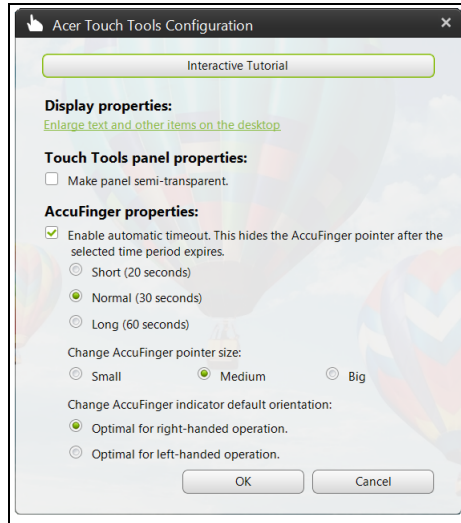 Acer Touch Tools Configuration
Interactive Tutorial
Display properties:
Enlarge text and other items on the desktop
Touch Tools panel properties:
Make panel semi-transparent.
AccuFinger properties:
Enable automatic timeout. This hides the AccuFinger pointer after the
selected time period expires.
Short (20 seconds)
Normal (30 seconds)
Long (60 seconds)
Change AccuFinger pointer size:
Small Medium Big
Change AccuFinger indicator default orientation:
Optimal for right-handed operation.
Optimal for left-handed operation.
OK Cancel